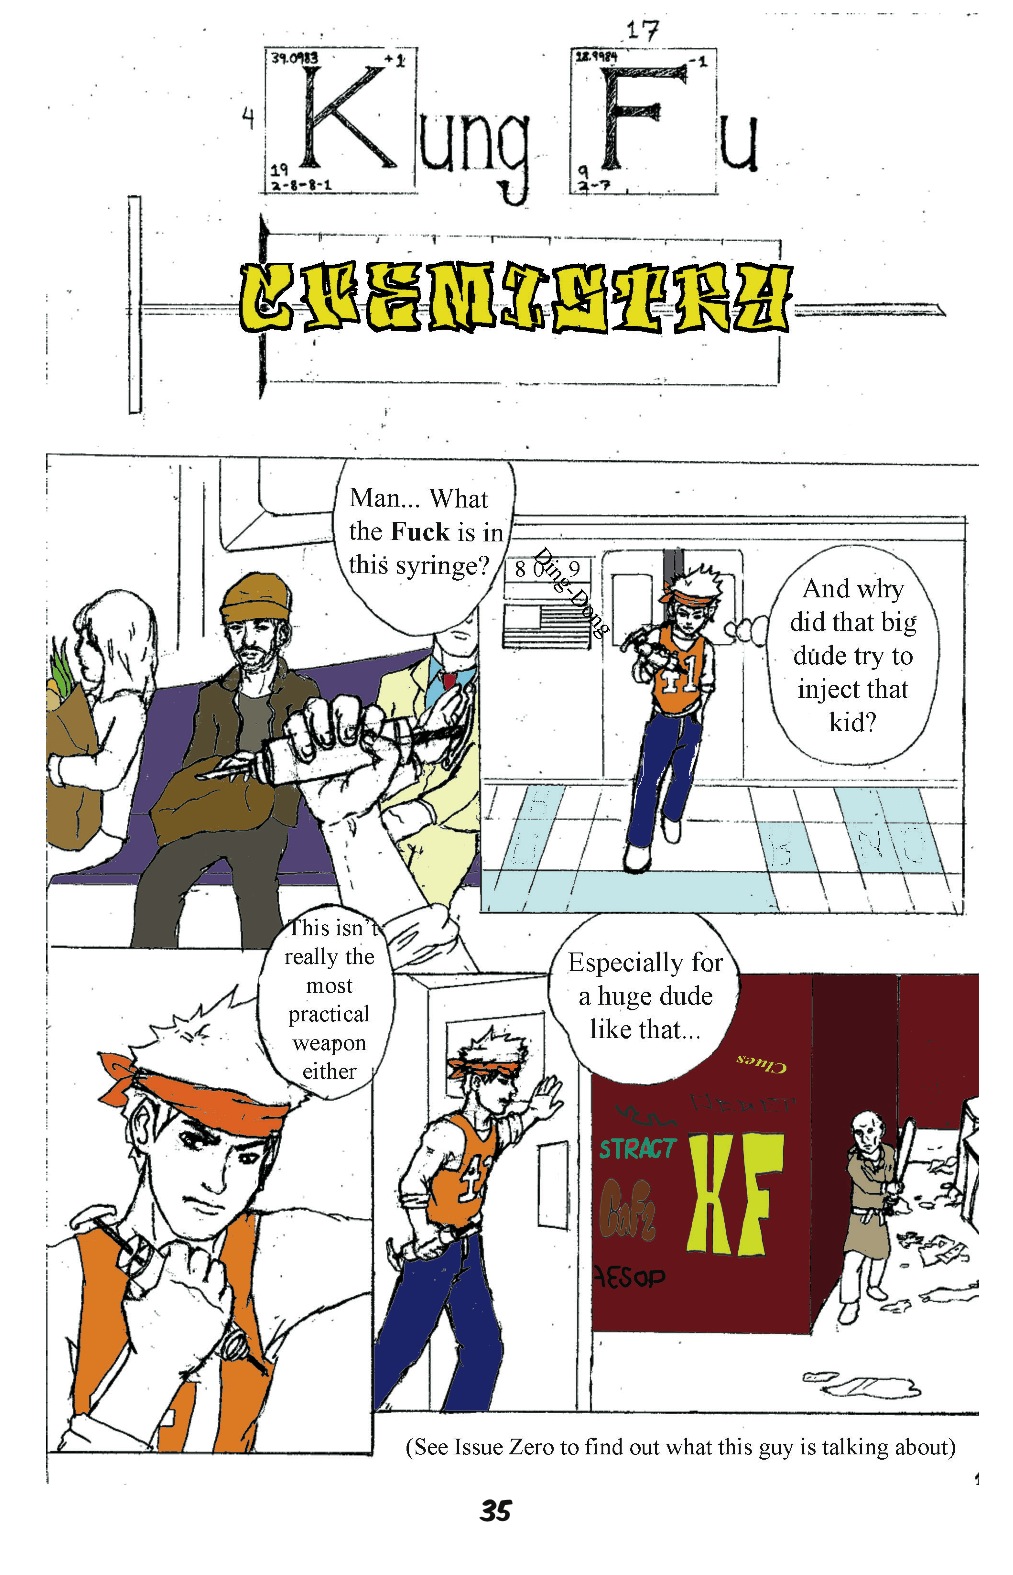 17
39.0983 +1
18.9984 -1
4
Kung Fu
19
2-8-8-1
9
2-7
CHEMISTRY
Man... What
the Fuck is in
this syringe?
Ding-Dong
And why
did that big
dude try to
inject that
kid?
41
This isn't
really the
most
practical
weapon
either
Especially for
a huge dude
like that...
Clues
STRACT
KF
AESOP
(See Issue Zero to find out what this guy is talking about)
35